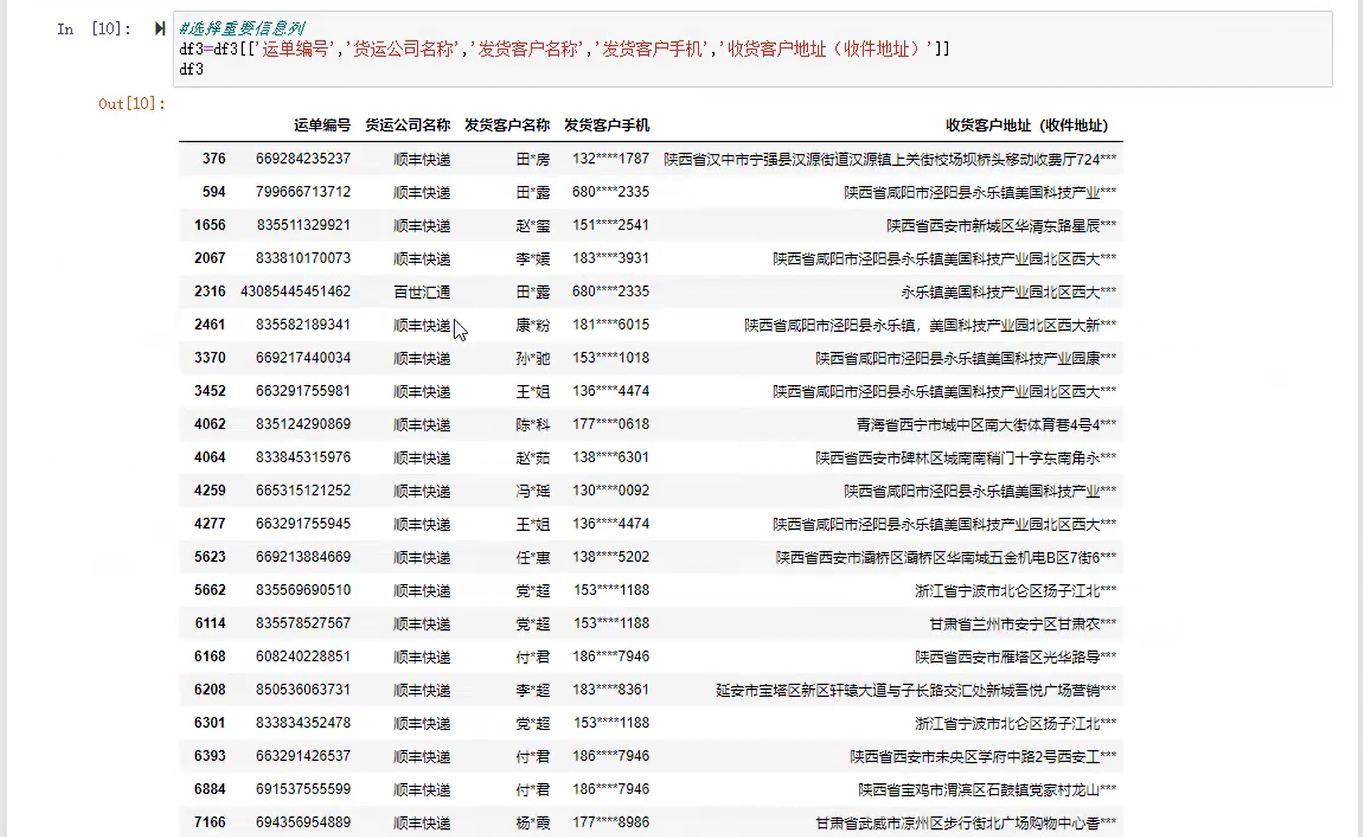 In [10]:
#选择重要信息列
df3=df3[['运单编号','货运公司名称','发货客户名称','发货客户手机','收货客户地址（收件地址）']]
df3
Out[10]:
运单编号 货运公司名称 发货客户名称 发货客户手机 收货客户地址（收件地址）
376 669284235237 顺丰快递 田*房 132****1787 陕西省汉中市宁强县汉源街道汉源镇上关街校场坝桥头移动收费厅724***
594 799666713712 顺丰快递 田*露 680****2335 陕西省咸阳市泾阳县永乐镇美国科技产业***
1656 835511329921 顺丰快递 赵*玺 151****2541 陕西省西安市新城区华清东路星辰***
2067 833810170073 顺丰快递 李*媛 183****3931 陕西省咸阳市泾阳县永乐镇美国科技产业园北区西大***
2316 43085445451462 百世汇通 田*露 680****2335 永乐镇美国科技产业园北区西大***
2461 835582189341 顺丰快递 康*粉 181****6015 陕西省咸阳市泾阳县永乐镇，美国科技产业园北区西大新***
3370 669217440034 顺丰快递 孙*驰 153****1018 陕西省咸阳市泾阳县永乐镇美国科技产业园康***
3452 663291755981 顺丰快递 王*姐 136****4474 陕西省咸阳市泾阳县永乐镇美国科技产业园北区西大***
4062 835124290869 顺丰快递 陈*科 177****0618 青海省西宁市城中区南大街体育巷4号4***
4064 833845315976 顺丰快递 赵*茹 138****6301 陕西省西安市碑林区城南南稍门十字东南角永***
4259 665315121252 顺丰快递 冯*瑶 130****0092 陕西省咸阳市泾阳县永乐镇美国科技产业***
4277 663291755945 顺丰快递 王*姐 136****4474 陕西省咸阳市泾阳县永乐镇美国科技产业园北区西大***
5623 669213884669 顺丰快递 任*惠 138****5202 陕西省西安市灞桥区灞桥区华南城五金机电B区7街6***
5662 835569690510 顺丰快递 党*超 153****1188 浙江省宁波市北仑区扬子江北***
6114 835578527567 顺丰快递 党*超 153****1188 甘肃省兰州市安宁区甘肃农***
6168 608240228851 顺丰快递 付*君 186****7946 陕西省西安市雁塔区光华路导***
6208 850536063731 顺丰快递 李*超 183****8361 延安市宝塔区新区轩辕大道与子长路交汇处新城吾悦广场营销***
6301 833834352478 顺丰快递 党*超 153****1188 浙江省宁波市北仑区扬子江北***
6393 663291426537 顺丰快递 付*君 186****7946 陕西省西安市未央区学府中路2号西安工***
6884 691537555599 顺丰快递 付*君 186****7946 陕西省宝鸡市渭滨区石鼓镇党家村龙山***
7166 694356954889 顺丰快递 杨*霞 177****8986 甘肃省武威市凉州区步行街北广场购物中心香***